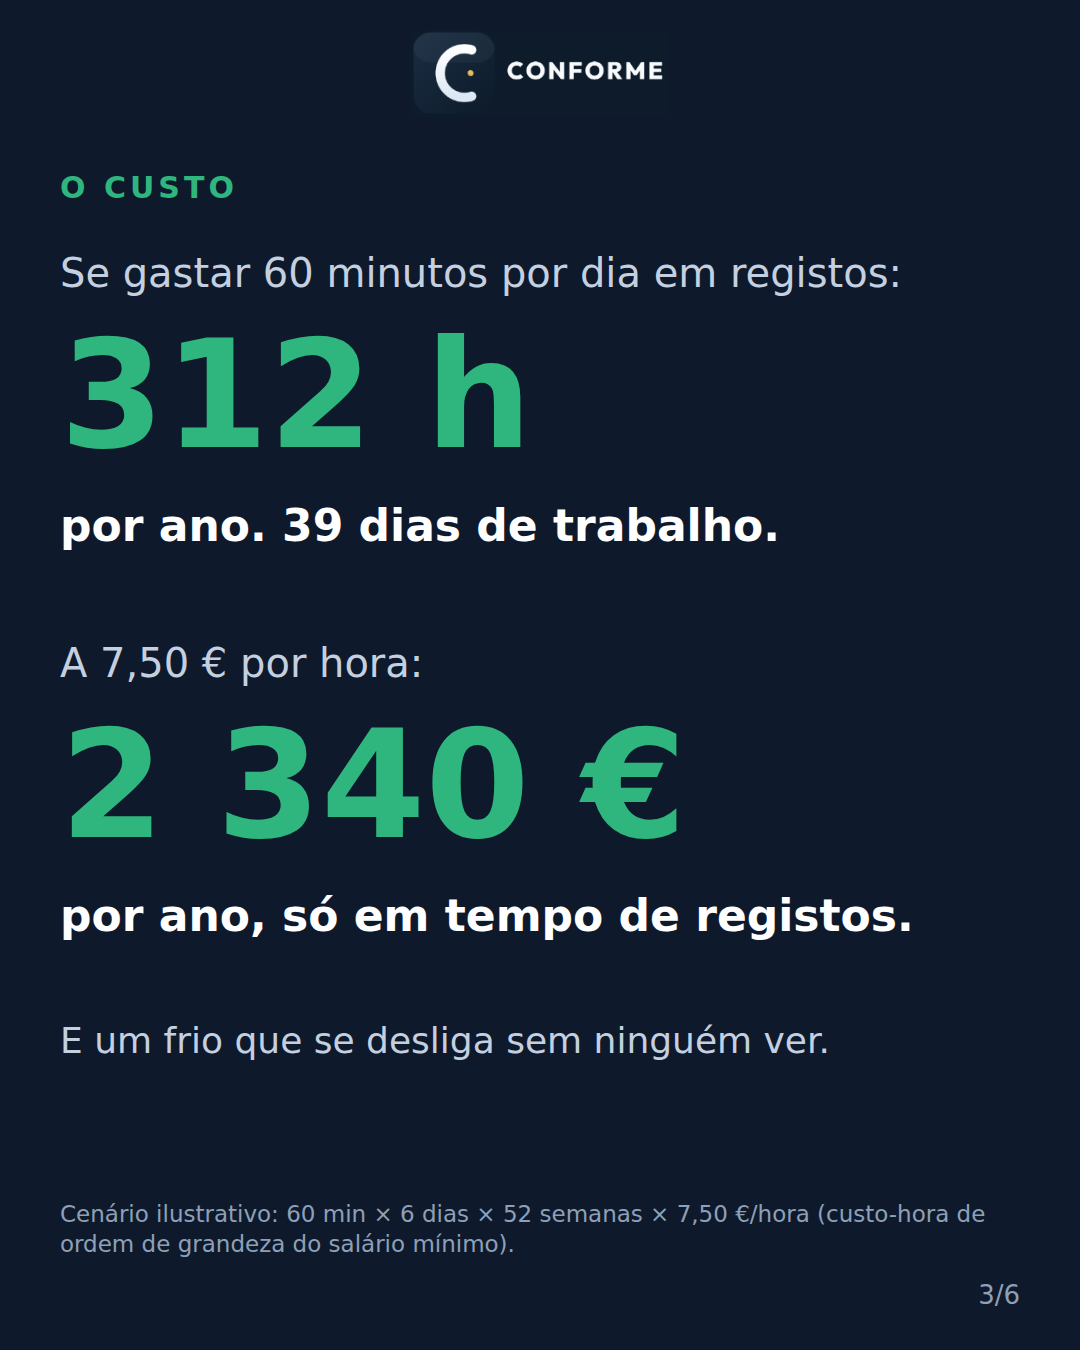 CONFORME
O CUSTO
Se gastar 60 minutos por dia em registos:
312 h
por ano. 39 dias de trabalho.
A 7,50 € por hora:
2 340 €
por ano, só em tempo de registos.
E um frio que se desliga sem ninguém ver.
Cenário ilustrativo: 60 min × 6 dias × 52 semanas × 7,50 €/hora (custo-hora de
ordem de grandeza do salário mínimo).
3/6